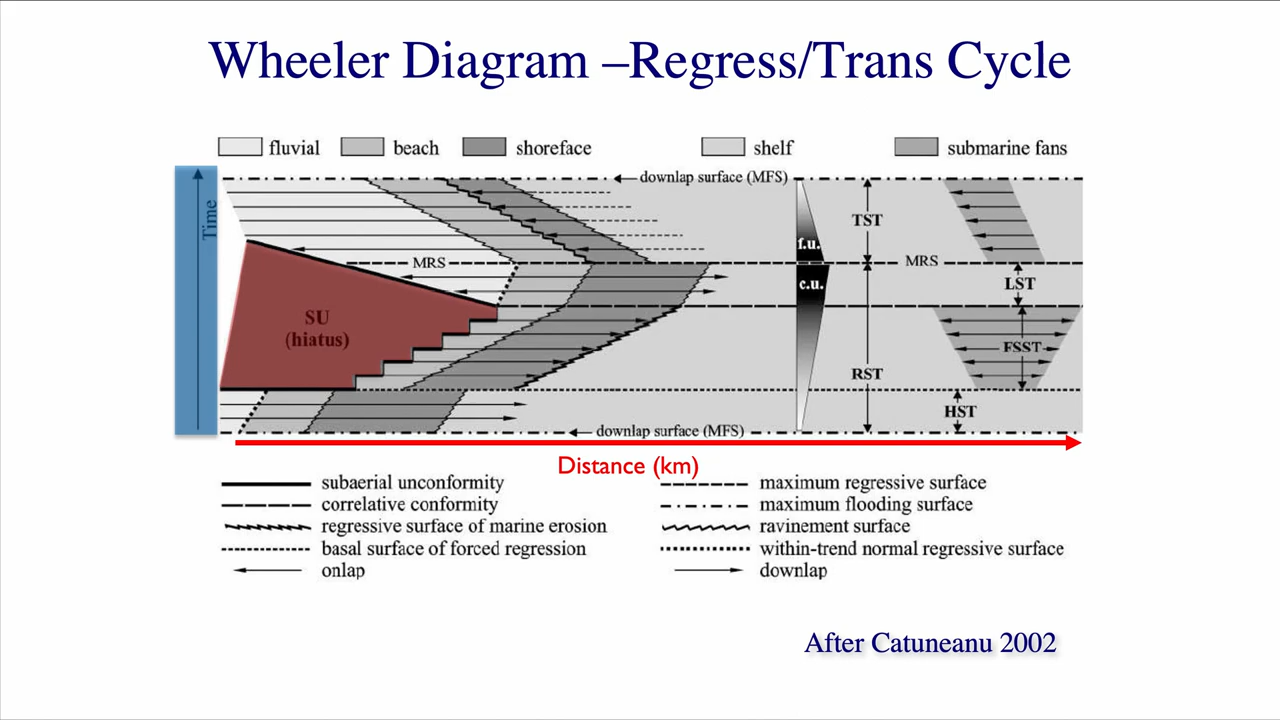 Wheeler Diagram –Regress/Trans Cycle
fluvial beach shoreface shelf submarine fans
downlap surface (MFS)
Time
TST
f.u.
MRS MRS
c.u.
LST
SU
(hiatus)
FSST
RST
HST
downlap surface (MFS)
Distance (km)
subaerial unconformity maximum regressive surface
correlative conformity maximum flooding surface
regressive surface of marine erosion ravinement surface
basal surface of forced regression within-trend normal regressive surface
onlap downlap
After Catuneanu 2002